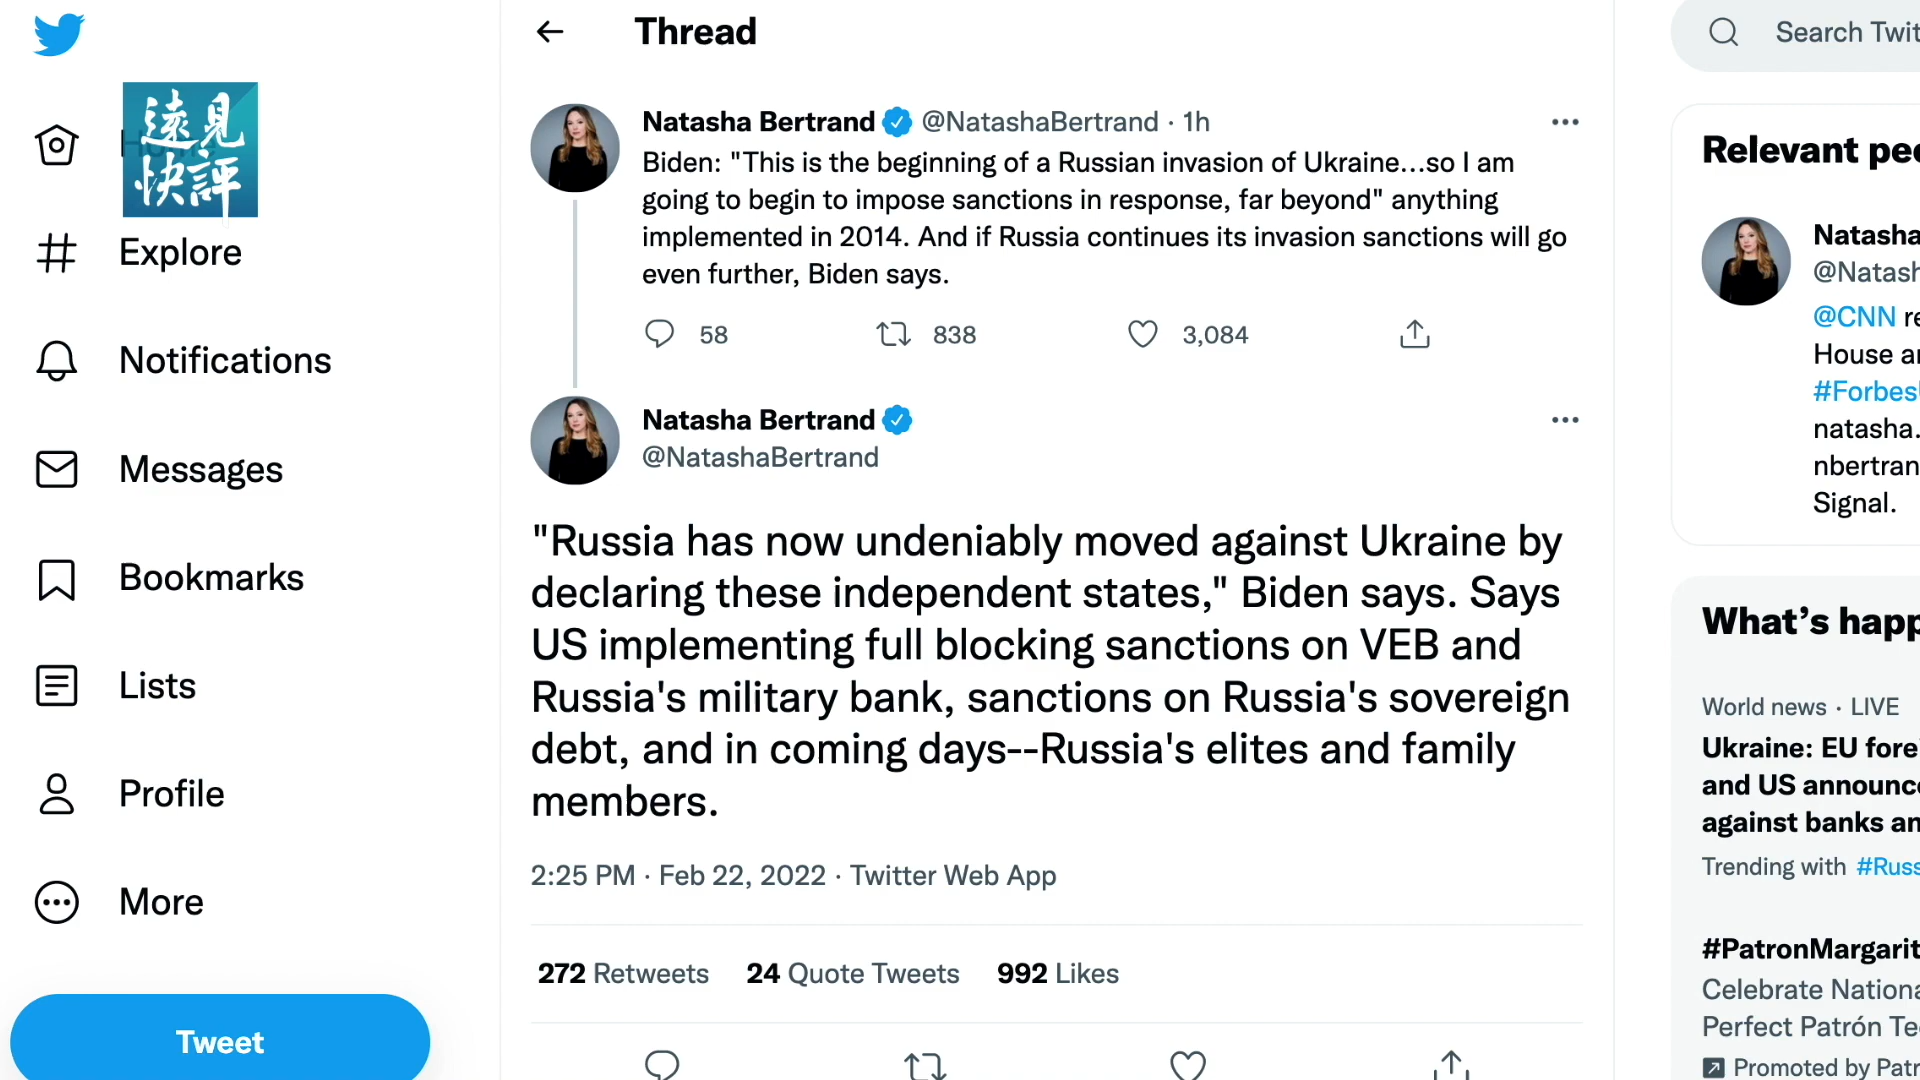 Thread
Search Twit
遠見
快評
Explore
Notifications
Messages
Bookmarks
Lists
Profile
More
Tweet
Natasha Bertrand @NatashaBertrand · 1h
Biden: "This is the beginning of a Russian invasion of Ukraine...so I am
going to begin to impose sanctions in response, far beyond" anything
implemented in 2014. And if Russia continues its invasion sanctions will go
even further, Biden says.
58 838 3,084
Natasha Bertrand
@NatashaBertrand
"Russia has now undeniably moved against Ukraine by
declaring these independent states," Biden says. Says
US implementing full blocking sanctions on VEB and
Russia's military bank, sanctions on Russia's sovereign
debt, and in coming days--Russia's elites and family
members.
2:25 PM · Feb 22, 2022 · Twitter Web App
272 Retweets 24 Quote Tweets 992 Likes
Relevant peo
Natasha
@Natash
@CNN re
House an
#Forbes
natasha.
nbertran
Signal.
What's happ
World news · LIVE
Ukraine: EU fore
and US announce
against banks an
Trending with #Russ
#PatronMargarit
Celebrate Nationa
Perfect Patrón Te
Promoted by Patr